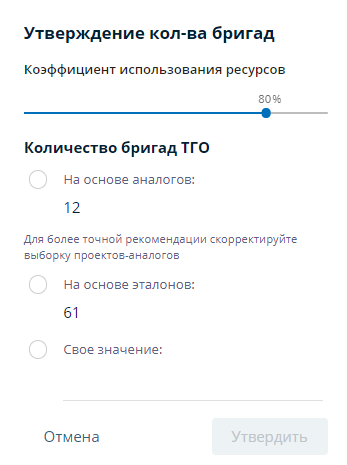 Утверждение кол-ва бригад
Коэффициент использования ресурсов
80%
Количество бригад ТГО
На основе аналогов:
12
Для более точной рекомендации скорректируйте
выборку проектов-аналогов
На основе эталонов:
61
Свое значение:
Отмена
Утвердить